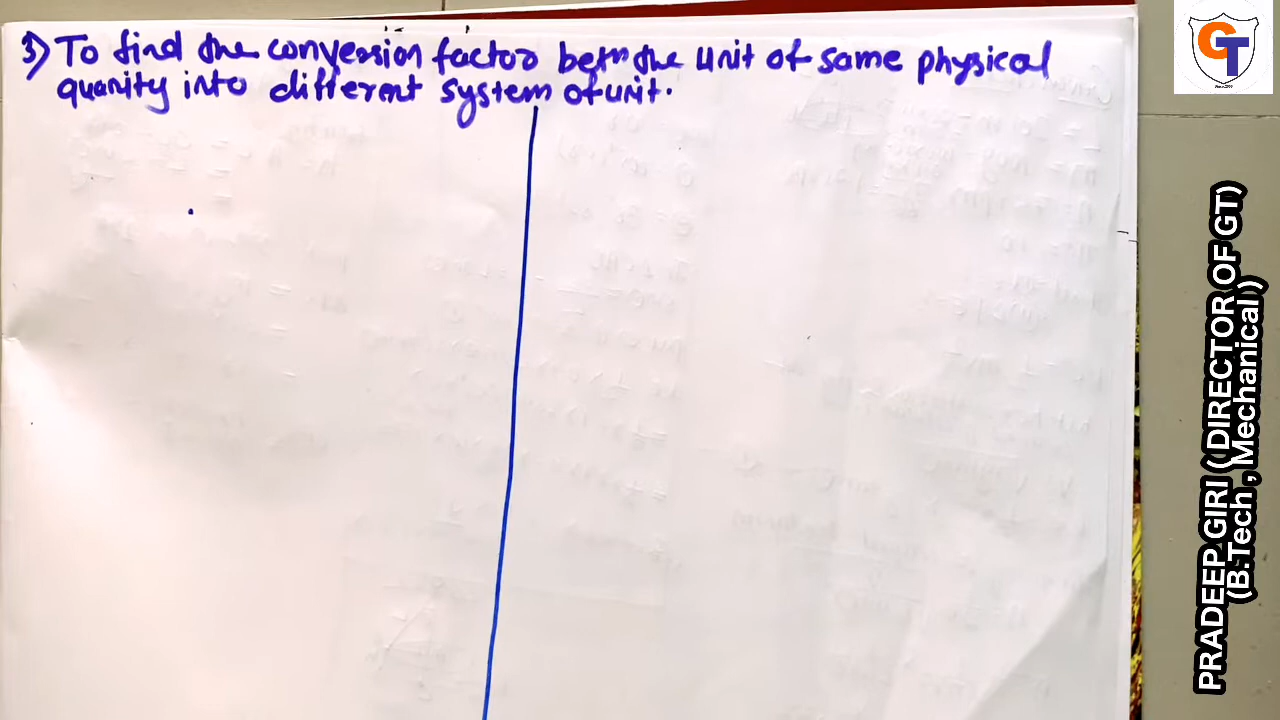 3) To find the conversion factor betn the Unit of same physical
quanity into different system of unit.
GT
PRADEEP GIRI ( DIRECTOR OF GT)
(B.Tech , Mechanical )